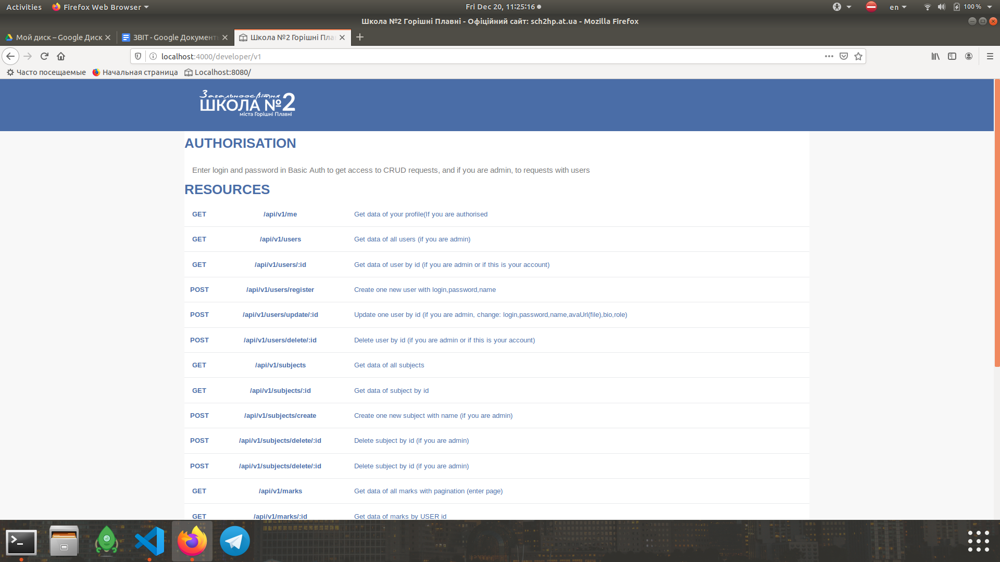 Activities
Firefox Web Browser
Fri Dec 20, 11:25:16
en
100 %
Школа №2 Горішні Плавні - Офіційний сайт: sch2hp.at.ua - Mozilla Firefox
Мой диск – Google Диск
ЗВІТ - Google Документы
Школа №2 Горішні Пла
localhost:4000/developer/v1
Часто посещаемые
Начальная страница
Localhost:8080/
Загальноосвітня
ШКОЛА №2
міста Горішні Плавні
AUTHORISATION
Enter login and password in Basic Auth to get access to CRUD requests, and if you are admin, to requests with users
RESOURCES
GET /api/v1/me Get data of your profile(If you are authorised
GET /api/v1/users Get data of all users (if you are admin)
GET /api/v1/users/:id Get data of user by id (if you are admin or if this is your account)
POST /api/v1/users/register Create one new user with login,password,name
POST /api/v1/users/update/:id Update one user by id (if you are admin, change: login,password,name,avaUrl(file),bio,role)
POST /api/v1/users/delete/:id Delete user by id (if you are admin or if this is your account)
GET /api/v1/subjects Get data of all subjects
GET /api/v1/subjects/:id Get data of subject by id
POST /api/v1/subjects/create Create one new subject with name (if you are admin)
POST /api/v1/subjects/delete/:id Delete subject by id (if you are admin)
POST /api/v1/subjects/delete/:id Delete subject by id (if you are admin)
GET /api/v1/marks Get data of all marks with pagination (enter page)
GET /api/v1/marks/:id Get data of marks by USER id